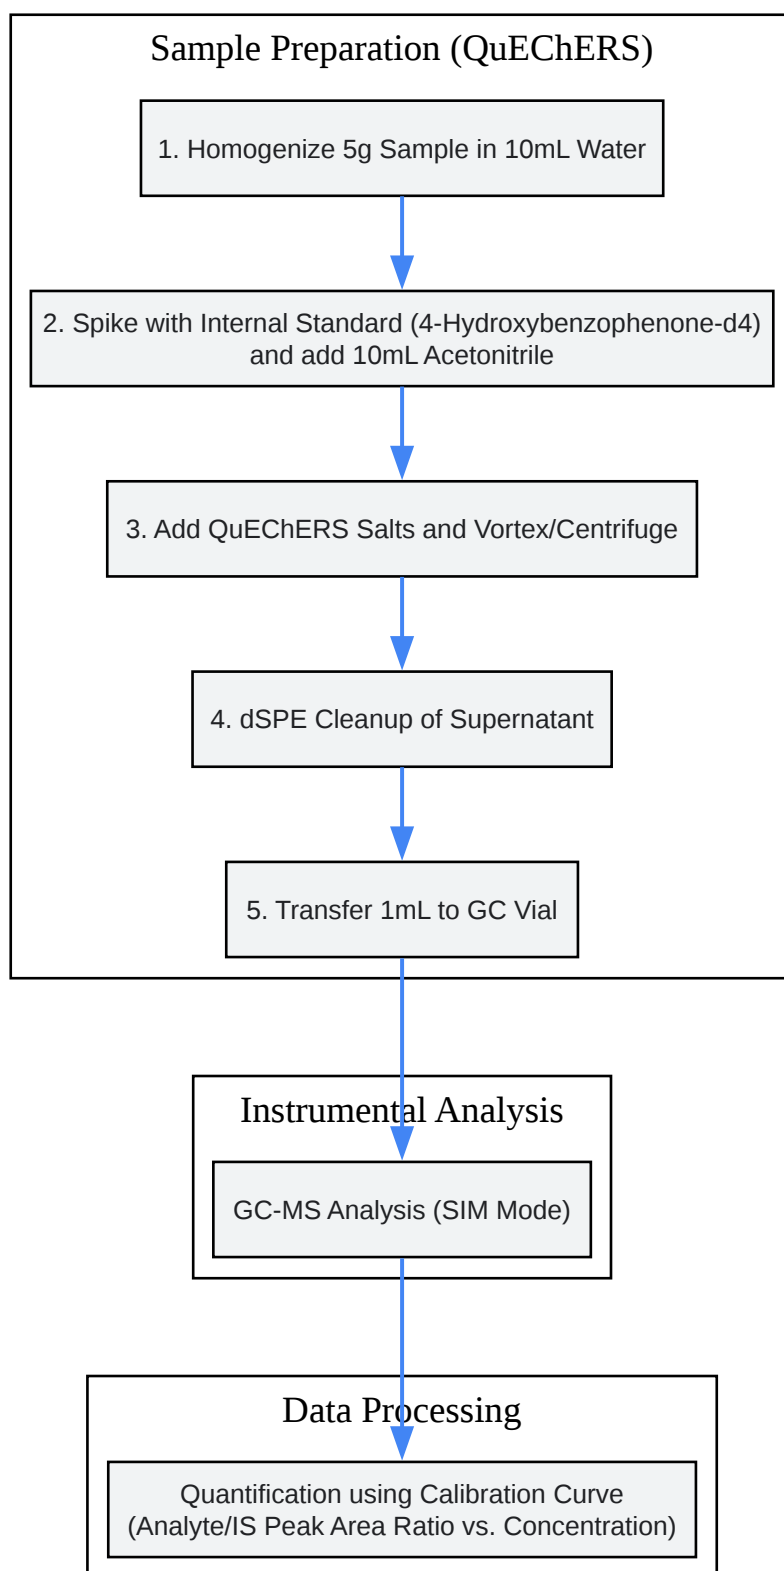 Sample Preparation (QuEChERS)
1. Homogenize 5g Sample in 10mL Water
2. Spike with Internal Standard (4-Hydroxybenzophenone-d4)
and add 10mL Acetonitrile
3. Add QuEChERS Salts and Vortex/Centrifuge
4. dSPE Cleanup of Supernatant
5. Transfer 1mL to GC Vial
Instrumental Analysis
GC-MS Analysis (SIM Mode)
Data Processing
Quantification using Calibration Curve
(Analyte/IS Peak Area Ratio vs. Concentration)